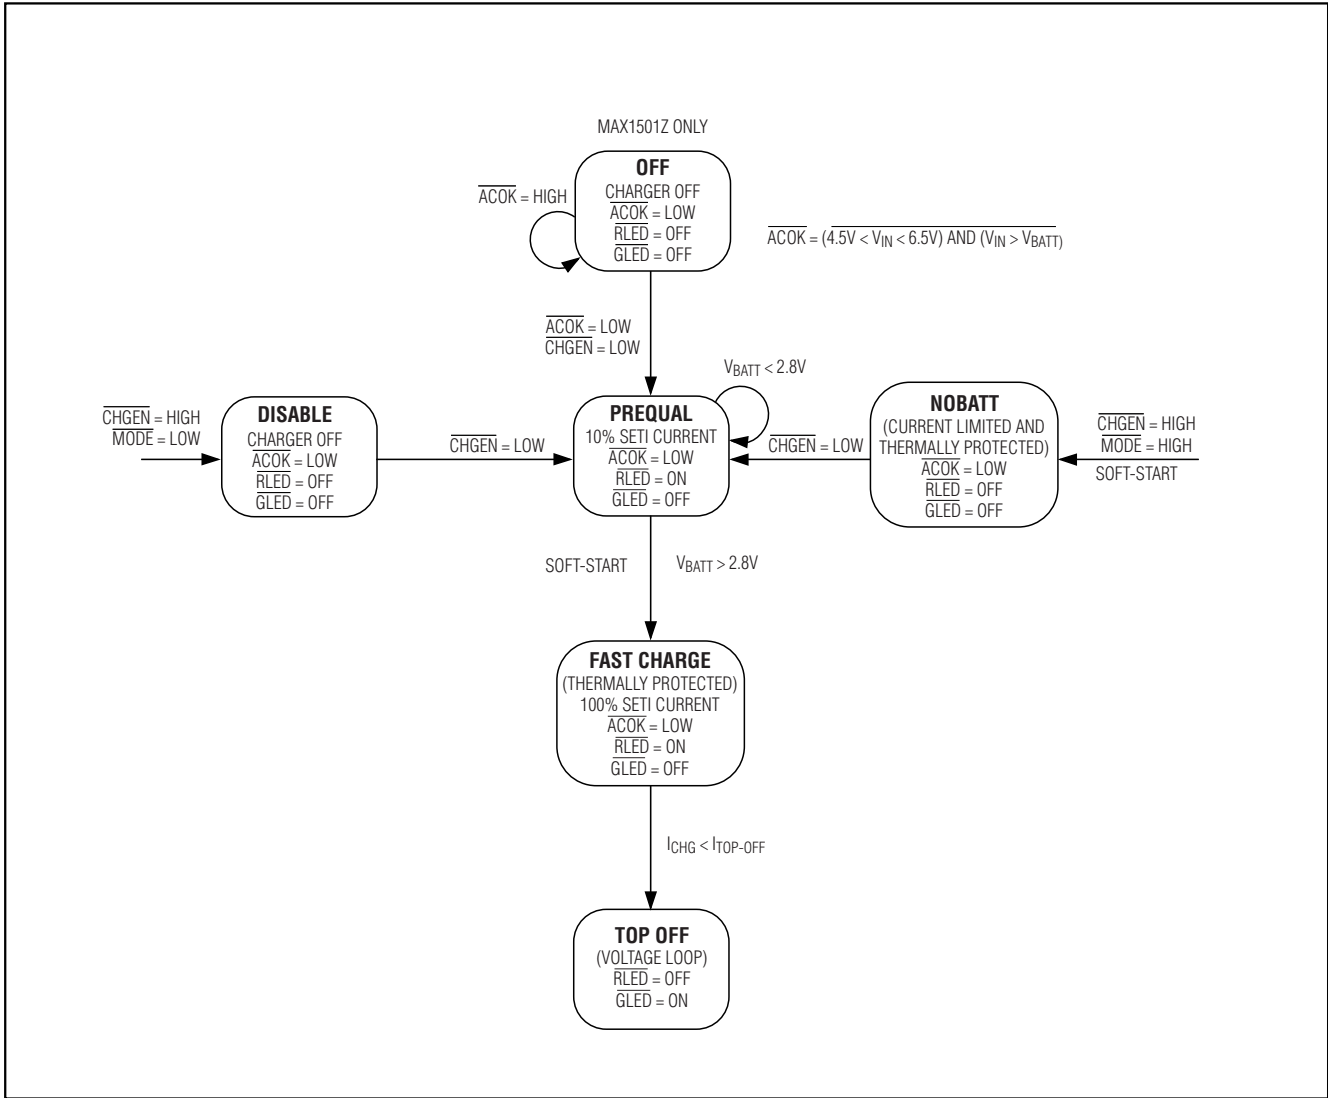 MAX1501Z ONLY
OFF
CHARGER OFF
ACOK = LOW
RLED = OFF
GLED = OFF
ACOK = HIGH
ACOK = (4.5V < VIN < 6.5V) AND (VIN > VBATT)
ACOK = LOW
CHGEN = LOW
VBATT < 2.8V
CHGEN = HIGH
MODE = LOW
DISABLE
CHARGER OFF
ACOK = LOW
RLED = OFF
GLED = OFF
CHGEN = LOW
PREQUAL
10% SETI CURRENT
ACOK = LOW
RLED = ON
GLED = OFF
CHGEN = LOW
NOBATT
(CURRENT LIMITED AND
THERMALLY PROTECTED)
ACOK = LOW
RLED = OFF
GLED = OFF
CHGEN = HIGH
MODE = HIGH
SOFT-START
SOFT-START
VBATT > 2.8V
FAST CHARGE
(THERMALLY PROTECTED)
100% SETI CURRENT
ACOK = LOW
RLED = ON
GLED = OFF
ICHG < ITOP-OFF
TOP OFF
(VOLTAGE LOOP)
RLED = OFF
GLED = ON